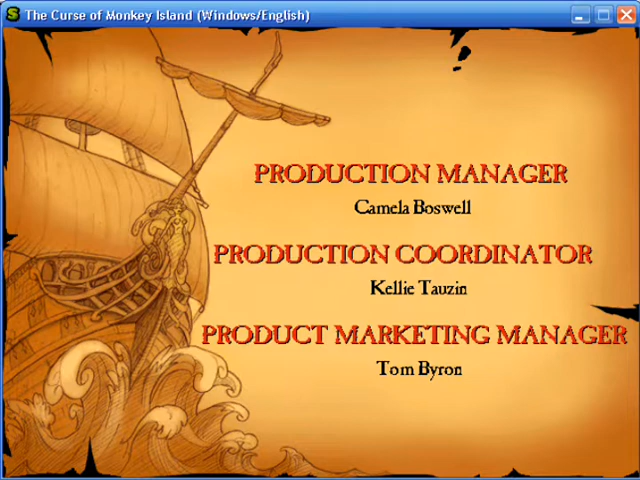 The Curse of Monkey Island (Windows/English)
PRODUCTION MANAGER
Camela Boswell
PRODUCTION COORDINATOR
Kellie Tauzin
PRODUCT MARKETING MANAGER
Tom Byron